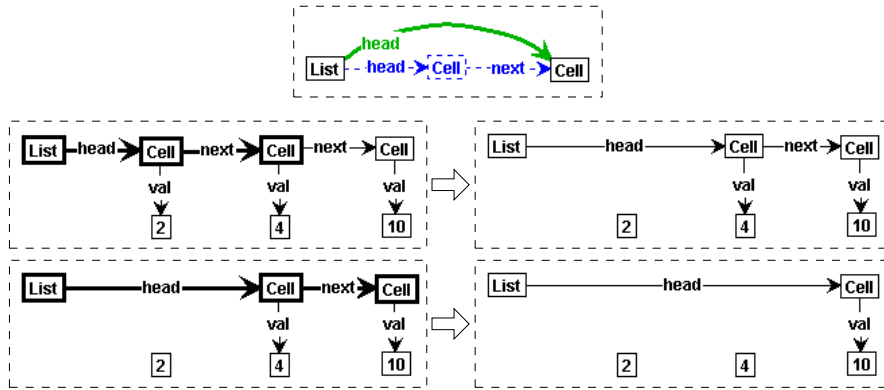 head
List head Cell next Cell
List head Cell next Cell next Cell
val val val
2 4 10
List head Cell next Cell
val val
2 4 10
List head Cell next Cell
val val
2 4 10
List head Cell
val
2 4 10